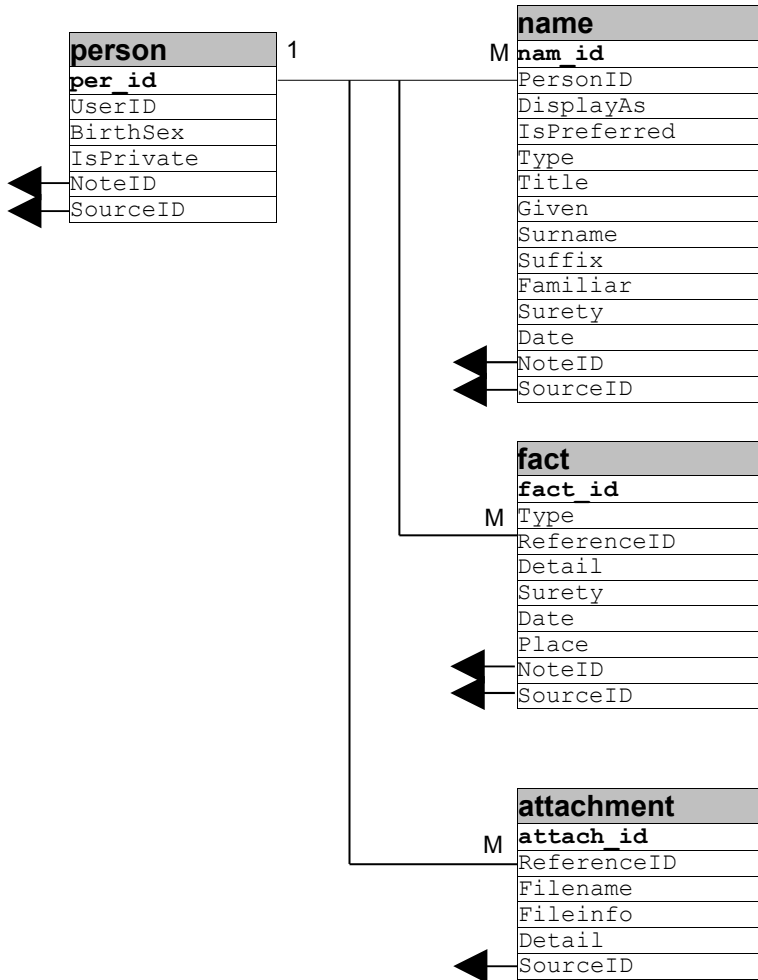 person
per_id
UserID
BirthSex
IsPrivate
NoteID
SourceID
1
M
name
nam_id
PersonID
DisplayAs
IsPreferred
Type
Title
Given
Surname
Suffix
Familiar
Surety
Date
NoteID
SourceID
M
fact
fact_id
Type
ReferenceID
Detail
Surety
Date
Place
NoteID
SourceID
M
attachment
attach_id
ReferenceID
Filename
Fileinfo
Detail
SourceID